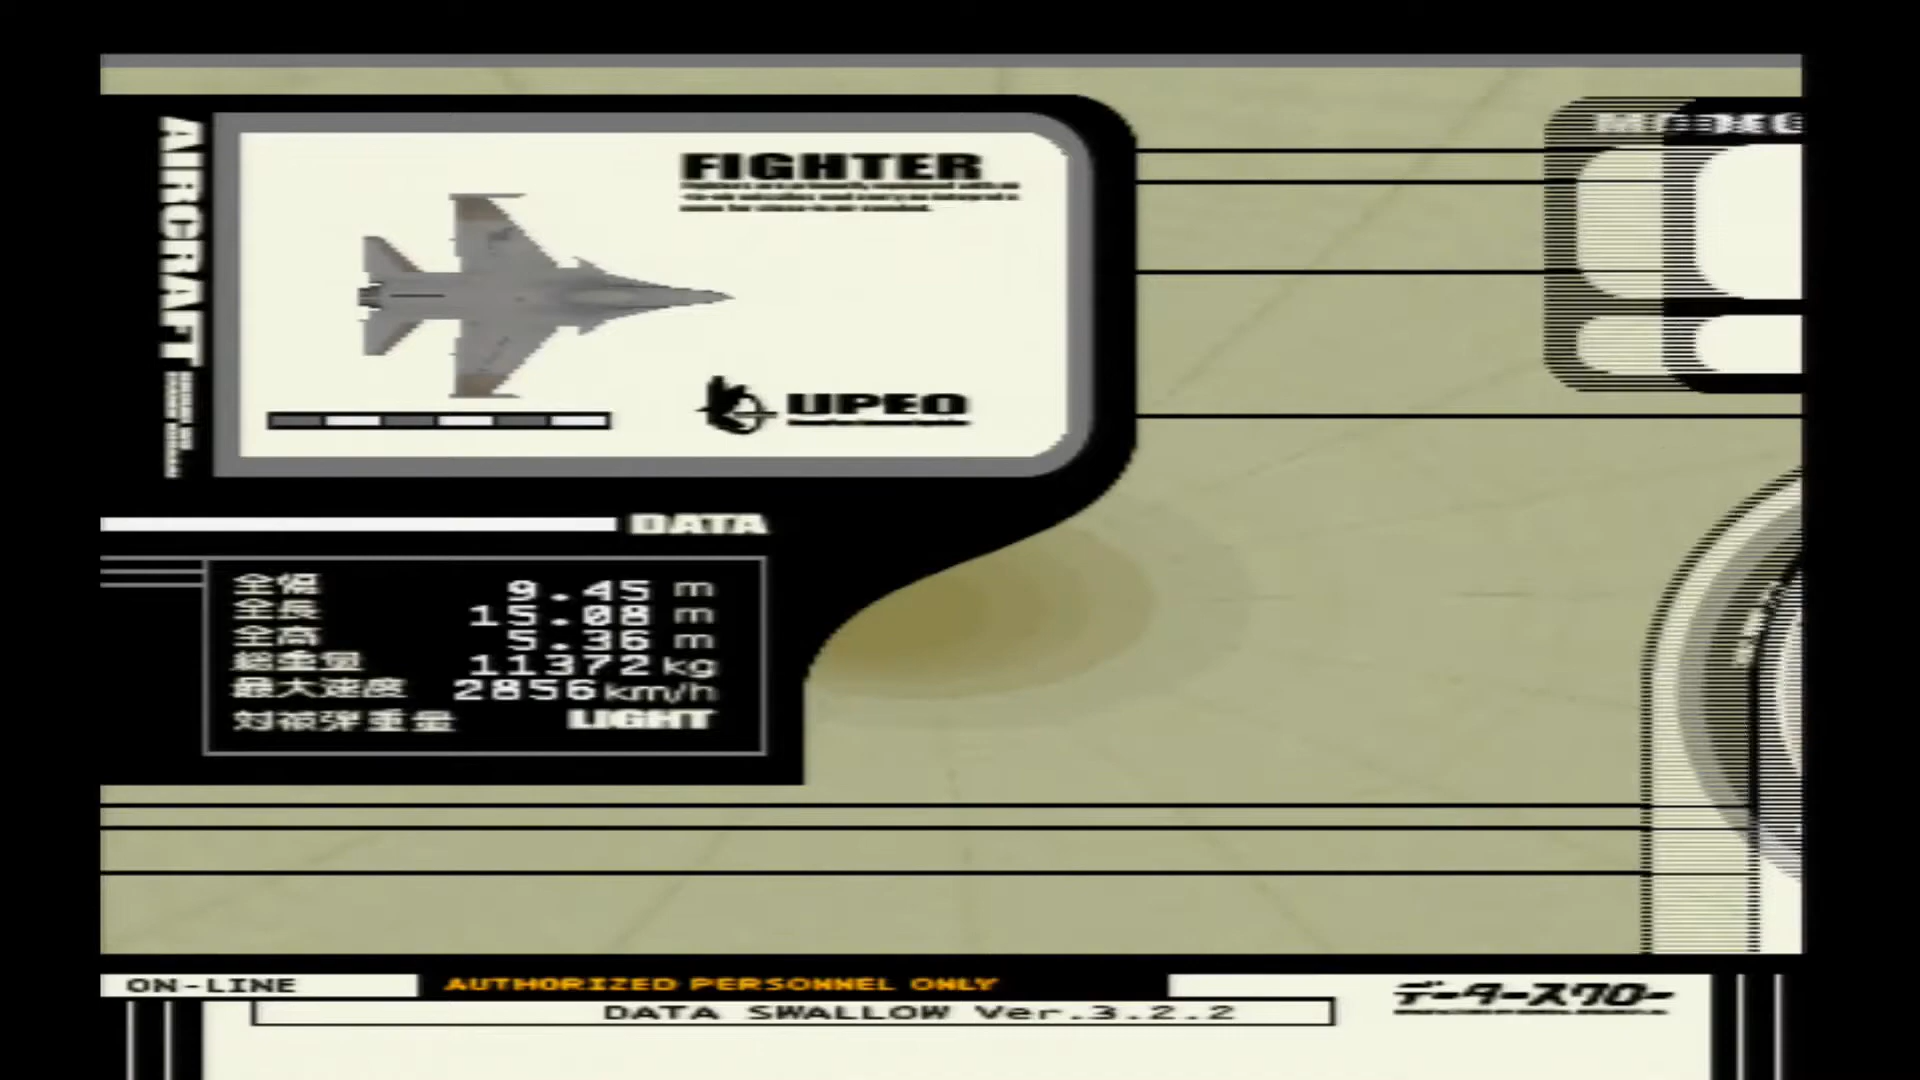 AIRCRAFT
FIGHTER
UPEO
DATA
全幅 9.45 m
全長 15.08 m
全高 5.36 m
総重量 11372 kg
最大速度 2856 km/h
対被弾重量 LIGHT
ON-LINE
AUTHORIZED PERSONNEL ONLY
データースワロー
DATA SWALLOW Ver.3.2.2